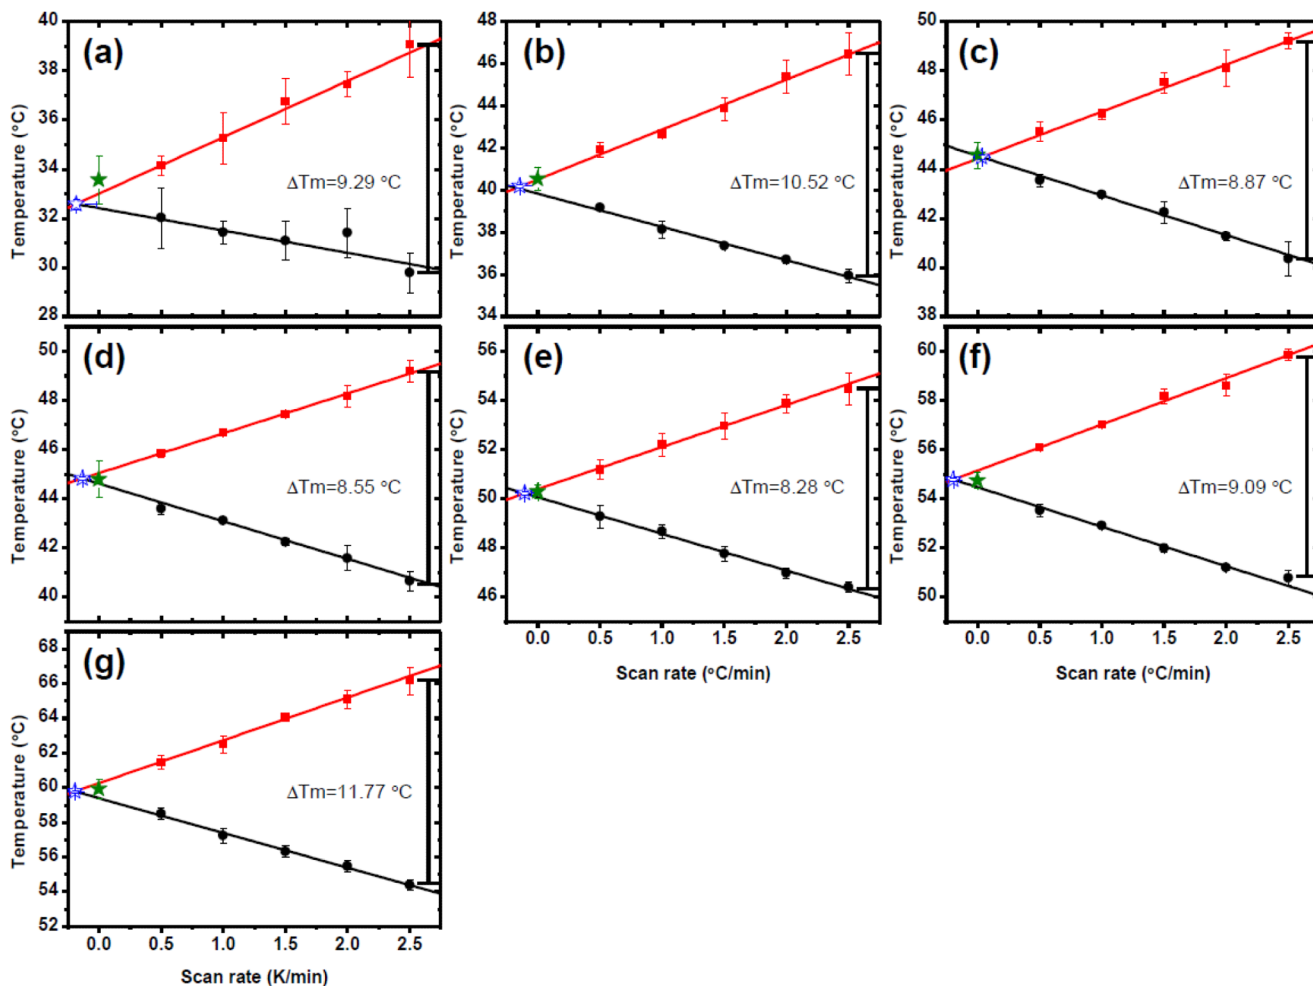 (a)
Temperature (°C)
40
38
36
34
32
30
28
ΔTm=9.29 °C
(b)
Temperature (°C)
48
46
44
42
40
38
36
34
ΔTm=10.52 °C
(c)
Temperature (°C)
50
48
46
44
42
40
38
ΔTm=8.87 °C
(d)
Temperature (°C)
50
48
46
44
42
40
ΔTm=8.55 °C
(e)
Temperature (°C)
56
54
52
50
48
46
ΔTm=8.28 °C
0.0 0.5 1.0 1.5 2.0 2.5
Scan rate (°C/min)
(f)
Temperature (°C)
60
58
56
54
52
50
ΔTm=9.09 °C
0.0 0.5 1.0 1.5 2.0 2.5
Scan rate (°C/min)
(g)
Temperature (°C)
68
66
64
62
60
58
56
54
52
ΔTm=11.77 °C
0.0 0.5 1.0 1.5 2.0 2.5
Scan rate (K/min)